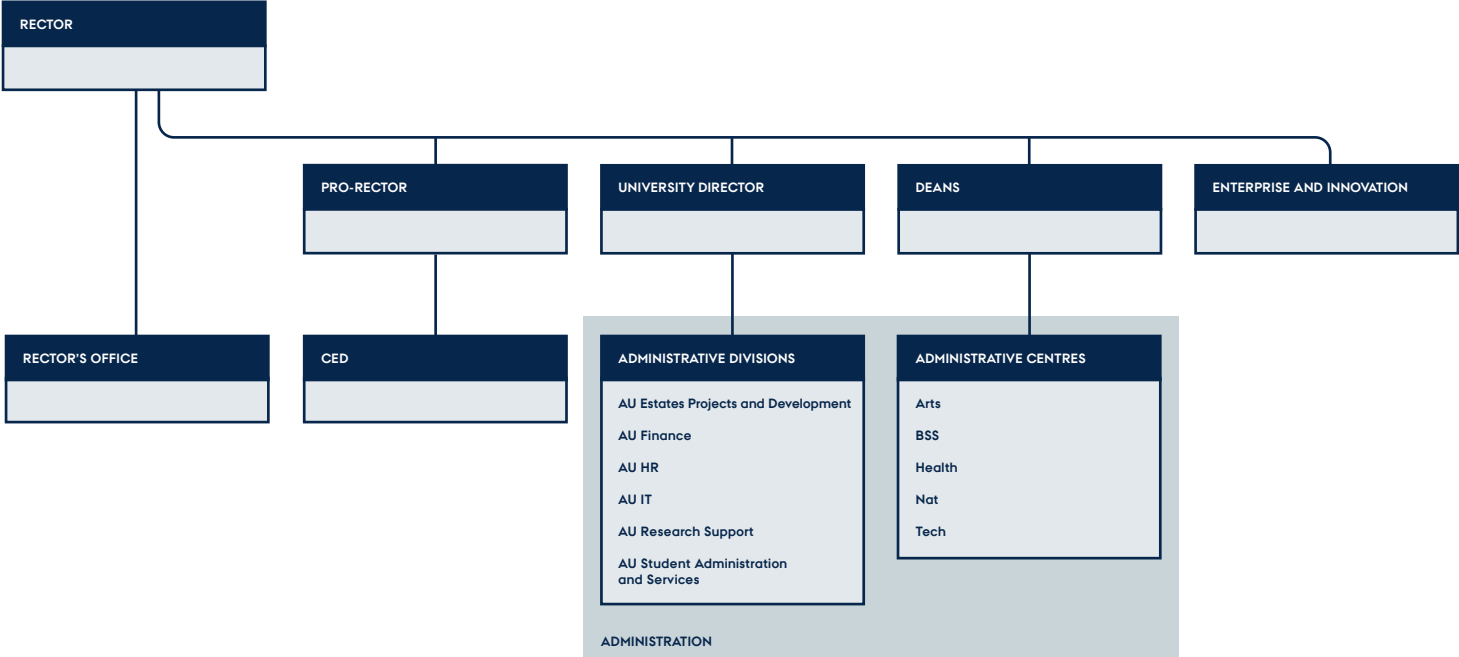 RECTOR
PRO-RECTOR
UNIVERSITY DIRECTOR
DEANS
ENTERPRISE AND INNOVATION
RECTOR'S OFFICE
CED
ADMINISTRATIVE DIVISIONS
AU Estates Projects and Development
AU Finance
AU HR
AU IT
AU Research Support
AU Student Administration
and Services
ADMINISTRATIVE CENTRES
Arts
BSS
Health
Nat
Tech
ADMINISTRATION